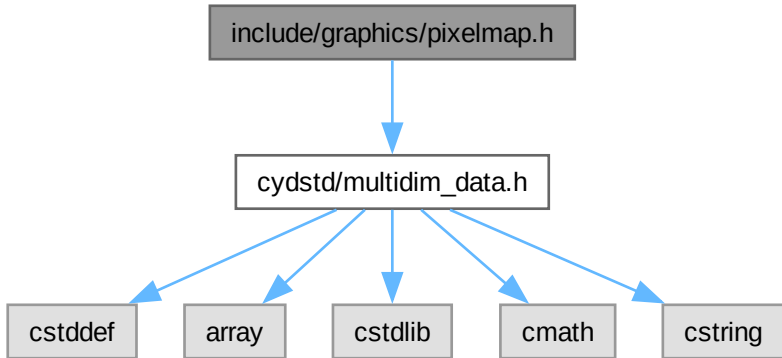 include/graphics/pixelmap.h
cydstd/multidim_data.h
cstddef
array
cstdlib
cmath
cstring